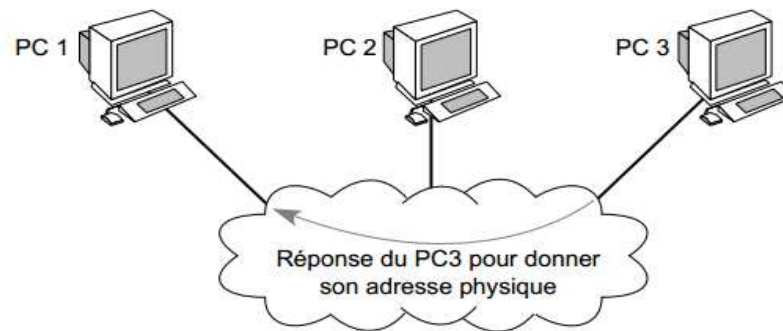 PC 1
PC 2
PC 3
Réponse du PC3 pour donner
son adresse physique